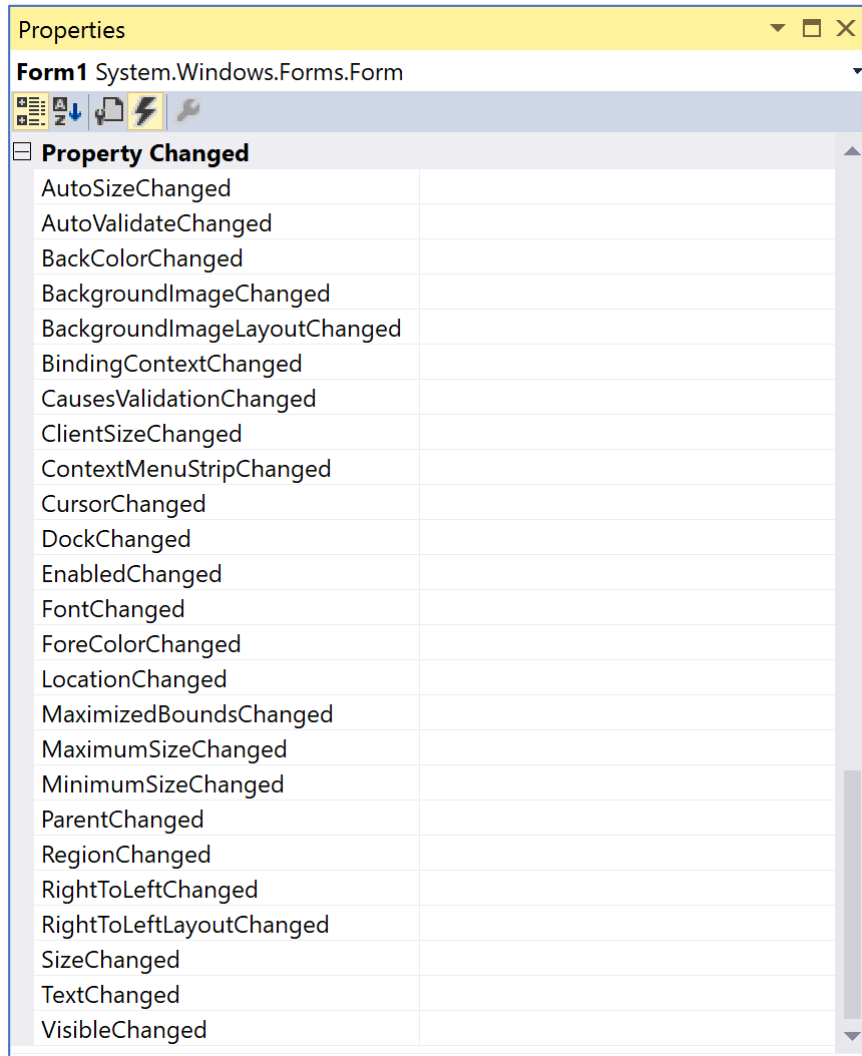 Properties
Form1 System.Windows.Forms.Form
Property Changed
AutoSizeChanged
AutoValidateChanged
BackColorChanged
BackgroundImageChanged
BackgroundImageLayoutChanged
BindingContextChanged
CausesValidationChanged
ClientSizeChanged
ContextMenuStripChanged
CursorChanged
DockChanged
EnabledChanged
FontChanged
ForeColorChanged
LocationChanged
MaximizedBoundsChanged
MaximumSizeChanged
MinimumSizeChanged
ParentChanged
RegionChanged
RightToLeftChanged
RightToLeftLayoutChanged
SizeChanged
TextChanged
VisibleChanged